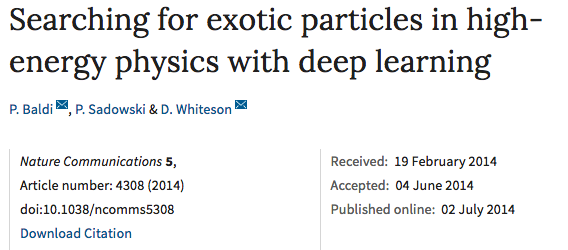 Searching for exotic particles in high-
energy physics with deep learning
P. Baldi, P. Sadowski & D. Whiteson
Nature Communications 5,
Article number: 4308 (2014)
doi:10.1038/ncomms5308
Download Citation
Received: 19 February 2014
Accepted: 04 June 2014
Published online: 02 July 2014